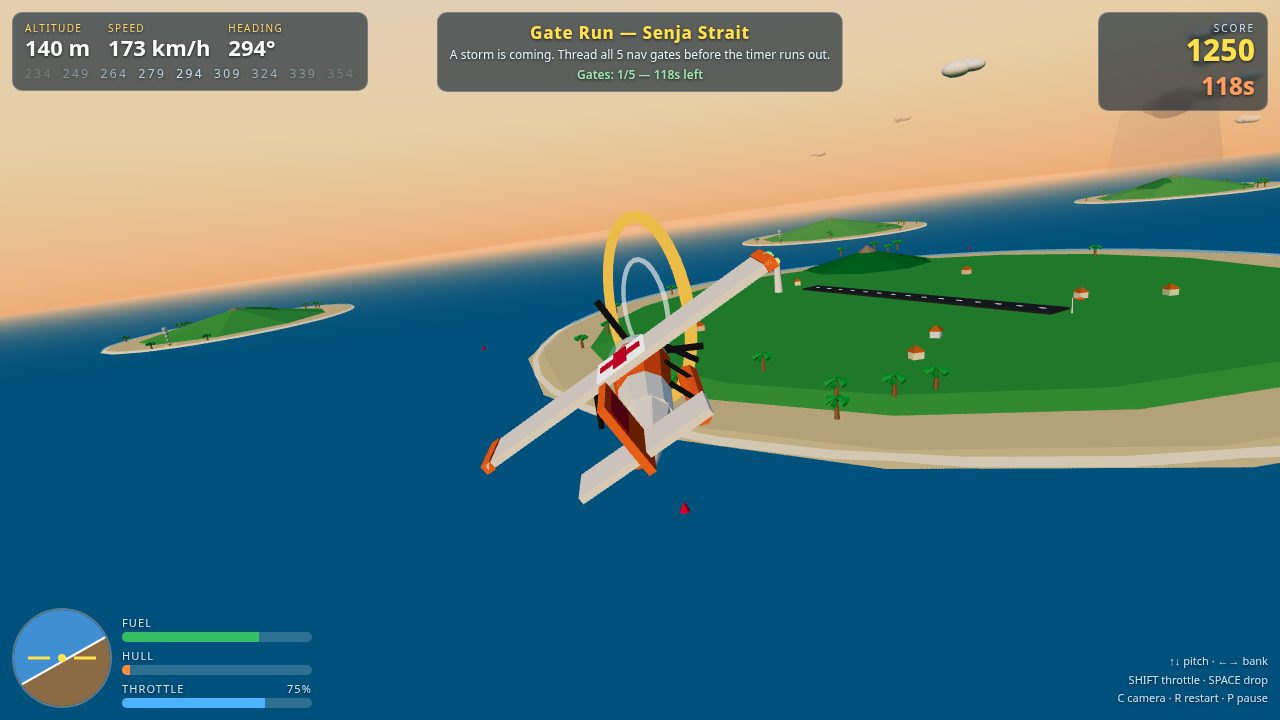 ALTITUDE SPEED HEADING
140 m 173 km/h 294°
234 249 264 279 294 309 324 339 354
Gate Run — Senja Strait
A storm is coming. Thread all 5 nav gates before the timer runs out.
Gates: 1/5 — 118s left
SCORE
1250
118s
FUEL
HULL
THROTTLE 75%
↑↓ pitch · ←→ bank
SHIFT throttle · SPACE drop
C camera · R restart · P pause